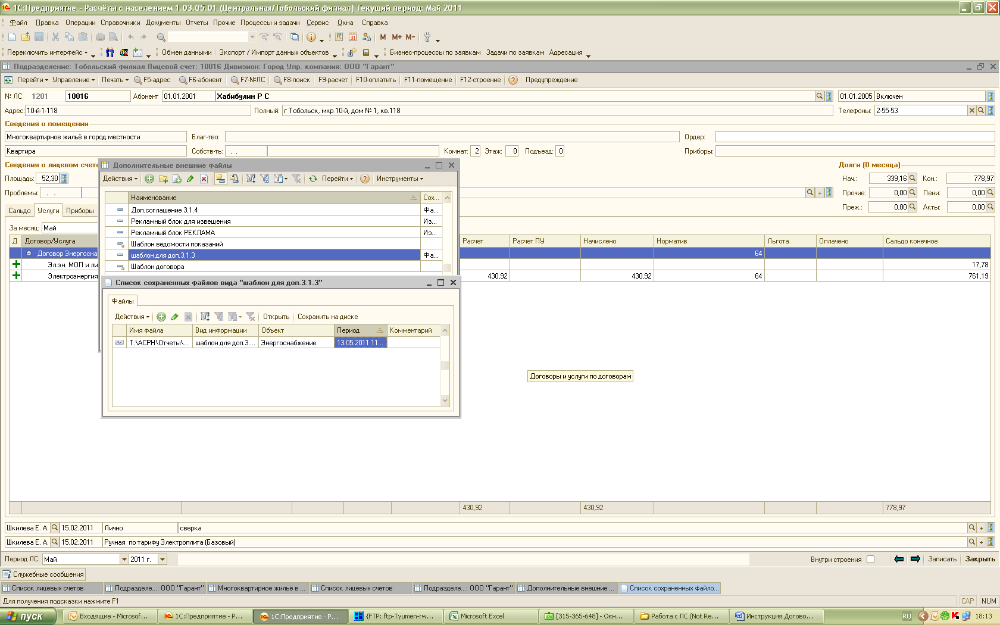 1С:Предприятие - Расчёты с населением 1.03.05.01 (Центральная/Тобольский филиал) Текущий период: Май 2011
Файл Правка Операции Справочники Документы Отчеты Прочие Процессы и задачи Сервис Окна Справка
M M+ M-
Переключить интерфейс Обмен данными Экспорт / Импорт данных объектов Бизнес-процессы по заявкам Задачи по заявкам Адресация
Подразделение: Тобольский филиал Лицевой счет: 10016 Дивизион: Город Упр. компания: ООО "Гарант"
Перейти Управление Печать F5-адрес F6-абонент F7-№ЛС F8-поиск F9-расчет F10-оплатить F11-помещение F12-строение Предупреждение
№ ЛС 1201 10016 Абонент 01.01.2001 Хабибулин Р С 01.01.2005 Включен
Адрес: 10-й-1-118 Полный: г Тобольск, мкр 10-й, дом № 1, кв.118 Телефоны: 2-55-53
Сведения о помещении
Многоквартирное жильё в город.местности Благ-тво: Ордер:
Квартира Собств-ть: . . Комнат: 2 Этаж: 0 Подъезд: 0 Приборы:
Сведения о лицевом счете Долги (0 месяца)
Площадь: 52,30 Нач.: 339,16 Кон.: 778,97
Проблемы: . . Прочие: 0,00 Пени: 0,00
Преж.: 0,00 Акты: 0,00
Сальдо Услуги Приборы
За месяц: Май
Д Договор/Услуга Расчет Расчет ПУ Начислено Норматив Льгота Оплачено Сальдо конечное
Договор Энергосна 64
Эл.эн. МОП и ли 17,78
Электроэнергия 430,92 430,92 64 761,19
Дополнительные внешние файлы
Действия Перейти Инструменты
Наименование Сох...
Доп.соглашение 3.1.4 Фа...
Рекламный блок для извещения Из...
Рекламный блок РЕКЛАМА Из...
Шаблон ведомости показаний
шаблон для доп.3.1.3 Фа...
Шаблон договора
Список сохраненных файлов вида "шаблон для доп.3.1.3"
Файлы
Действия Открыть Сохранить на диске
Имя файла Вид информации Объект Период Комментарий
T:\АСРН\Отчеты\... шаблон для доп.3.... Энергоснабжение 13.05.2011 11...
Договоры и услуги по договорам
430,92 430,92 778,97
Шкилева Е. А. 15.02.2011 Лично сверка
Шкилева Е. А. 15.02.2011 Ручная по тарифу Электроплита (Базовый)
Период ЛС: Май 2011 г. Внутри строения Записать Закрыть
Служебные сообщения
Список лицевых счетов Подразделе...: ООО "Гарант" Многоквартирное жильё в ... Список лицевых счетов Подразделе...: ООО "Гарант" Дополнительные внешние ... Список сохраненных файло...
Для получения подсказки нажмите F1 CAP NUM
пуск Входящие - Microsof... 1С:Предприятие - Р... 1С:Предприятие - Р... {FTP: ftp-Tyumen-rw... Microsoft Excel [315-365-648] - Окн... Работа с ЛС (Not Re... Инструкция Догово... RU 18:13